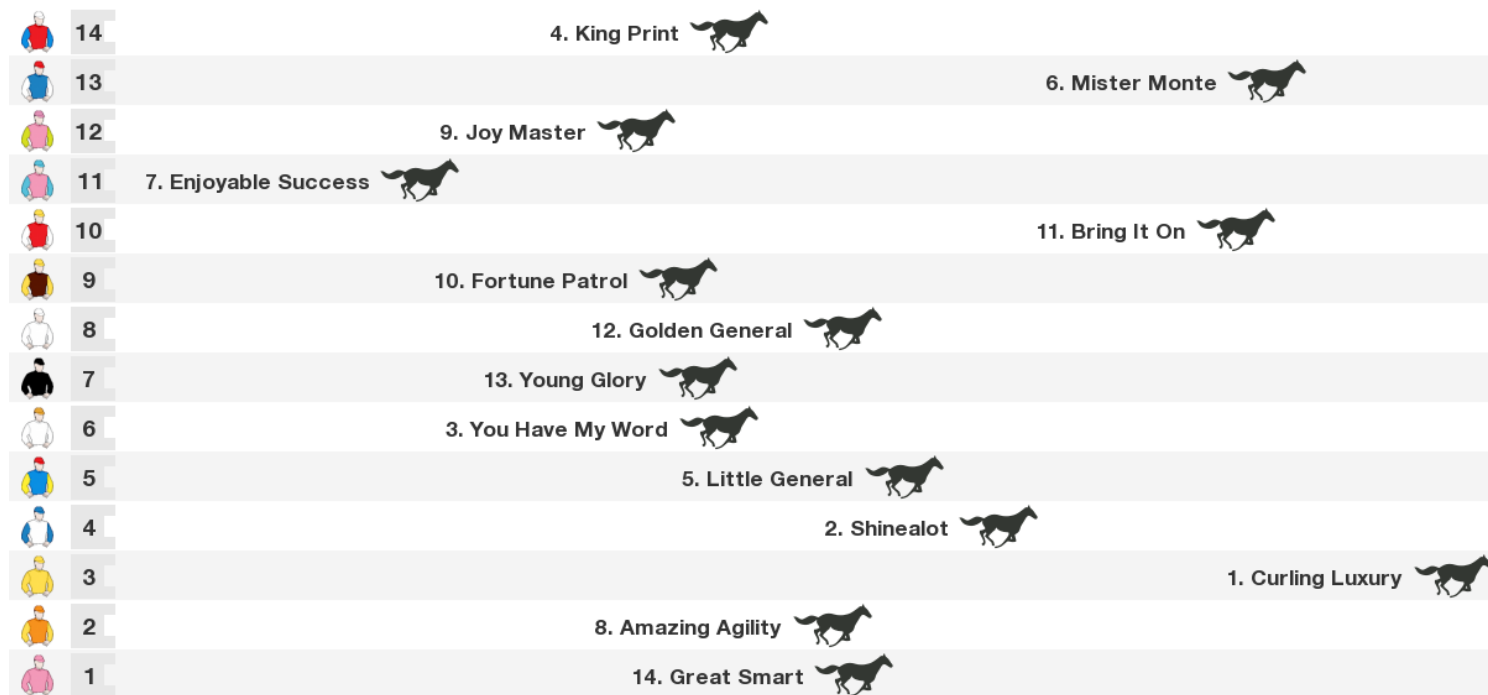 14 4. King Print
13 6. Mister Monte
12 9. Joy Master
11 7. Enjoyable Success
10 11. Bring It On
9 10. Fortune Patrol
8 12. Golden General
7 13. Young Glory
6 3. You Have My Word
5 5. Little General
4 2. Shinealot
3 1. Curling Luxury
2 8. Amazing Agility
1 14. Great Smart